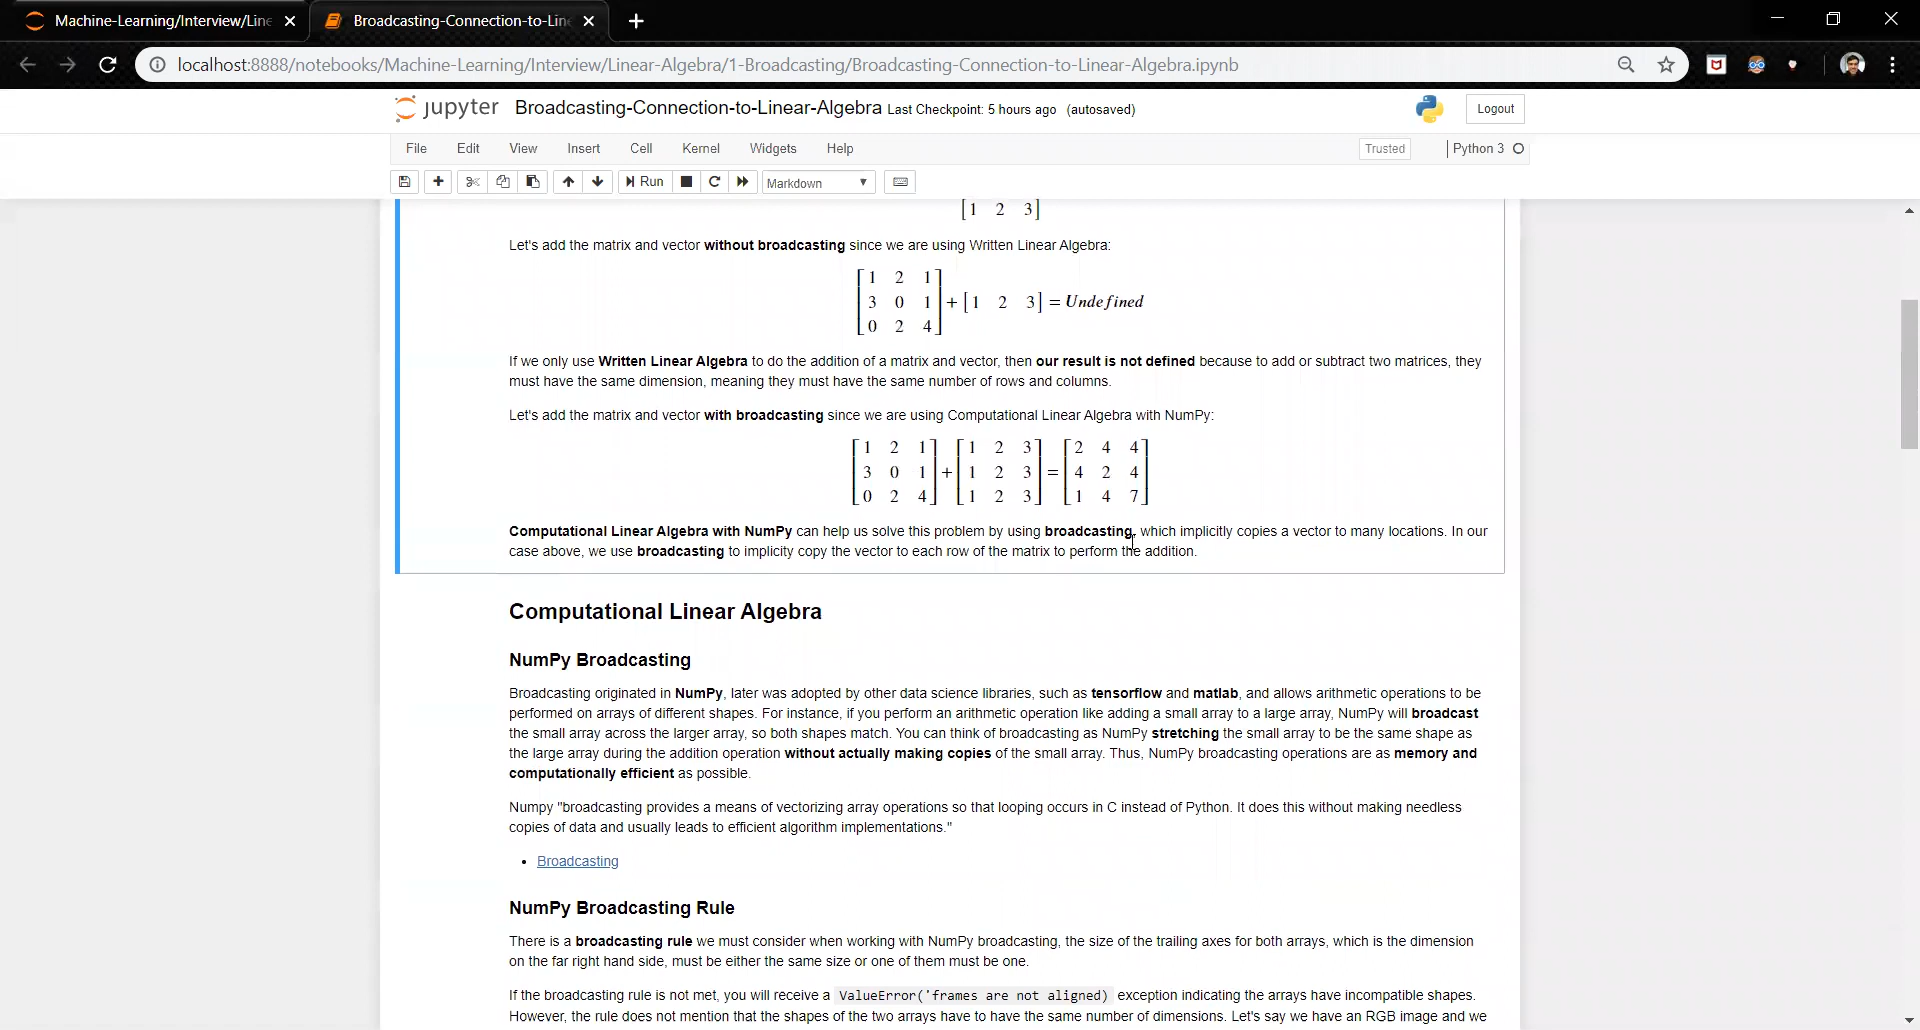 Machine-Learning/Interview/Line
Broadcasting-Connection-to-Lin
localhost:8888/notebooks/Machine-Learning/Interview/Linear-Algebra/1-Broadcasting/Broadcasting-Connection-to-Linear-Algebra.ipynb
jupyter Broadcasting-Connection-to-Linear-Algebra Last Checkpoint: 5 hours ago (autosaved)
Logout
File Edit View Insert Cell Kernel Widgets Help
Trusted
Python 3
Run
Markdown
[1 2 3]
Let's add the matrix and vector without broadcasting since we are using Written Linear Algebra:
1 2 1
3 0 1 + [1 2 3] = Undefined
0 2 4
If we only use Written Linear Algebra to do the addition of a matrix and vector, then our result is not defined because to add or subtract two matrices, they
must have the same dimension, meaning they must have the same number of rows and columns.
Let's add the matrix and vector with broadcasting since we are using Computational Linear Algebra with NumPy:
1 2 1 1 2 3 2 4 4
3 0 1 + 1 2 3 = 4 2 4
0 2 4 1 2 3 1 4 7
Computational Linear Algebra with NumPy can help us solve this problem by using broadcasting, which implicitly copies a vector to many locations. In our
case above, we use broadcasting to implicity copy the vector to each row of the matrix to perform the addition.
Computational Linear Algebra
NumPy Broadcasting
Broadcasting originated in NumPy, later was adopted by other data science libraries, such as tensorflow and matlab, and allows arithmetic operations to be
performed on arrays of different shapes. For instance, if you perform an arithmetic operation like adding a small array to a large array, NumPy will broadcast
the small array across the larger array, so both shapes match. You can think of broadcasting as NumPy stretching the small array to be the same shape as
the large array during the addition operation without actually making copies of the small array. Thus, NumPy broadcasting operations are as memory and
computationally efficient as possible.
Numpy "broadcasting provides a means of vectorizing array operations so that looping occurs in C instead of Python. It does this without making needless
copies of data and usually leads to efficient algorithm implementations."
• Broadcasting
NumPy Broadcasting Rule
There is a broadcasting rule we must consider when working with NumPy broadcasting, the size of the trailing axes for both arrays, which is the dimension
on the far right hand side, must be either the same size or one of them must be one.
If the broadcasting rule is not met, you will receive a ValueError('frames are not aligned) exception indicating the arrays have incompatible shapes.
However, the rule does not mention that the shapes of the two arrays have to have the same number of dimensions. Let's say we have an RGB image and we